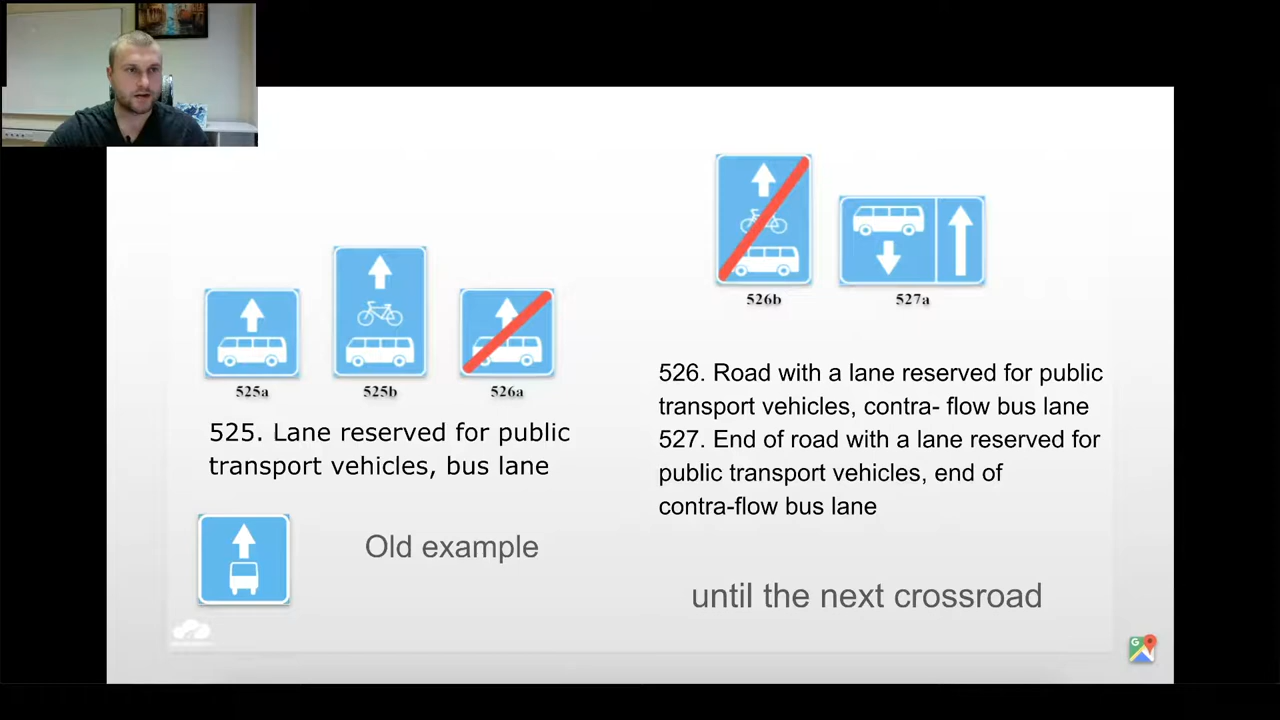 525a
525b
526a
525. Lane reserved for public
transport vehicles, bus lane
Old example
526b
527a
526. Road with a lane reserved for public
transport vehicles, contra- flow bus lane
527. End of road with a lane reserved for
public transport vehicles, end of
contra-flow bus lane
until the next crossroad
G